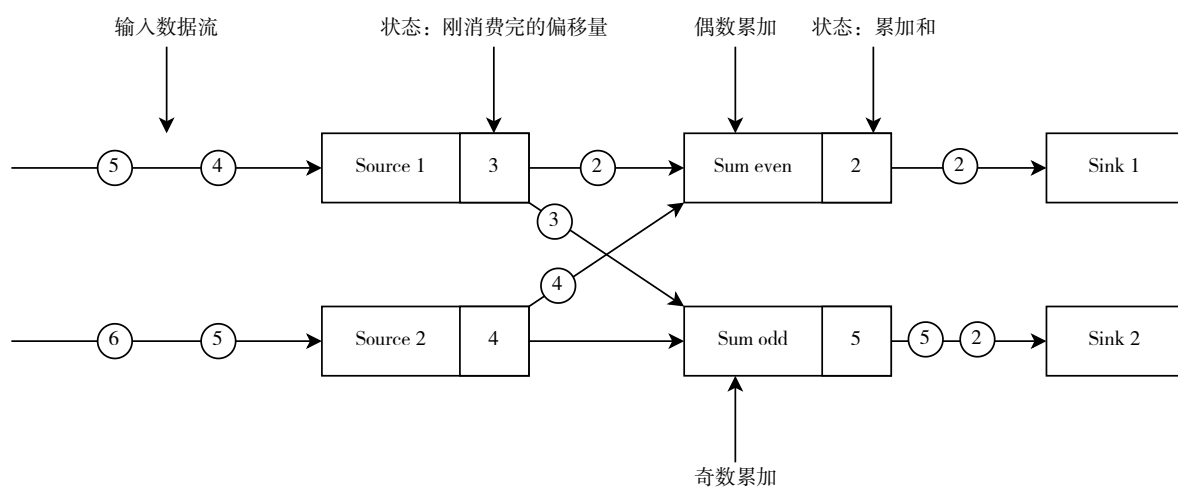 输入数据流
状态：刚消费完的偏移量
偶数累加
状态：累加和
5
4
Source 1
3
2
Sum even
2
2
Sink 1
3
4
6
5
Source 2
4
Sum odd
5
5
2
Sink 2
奇数累加